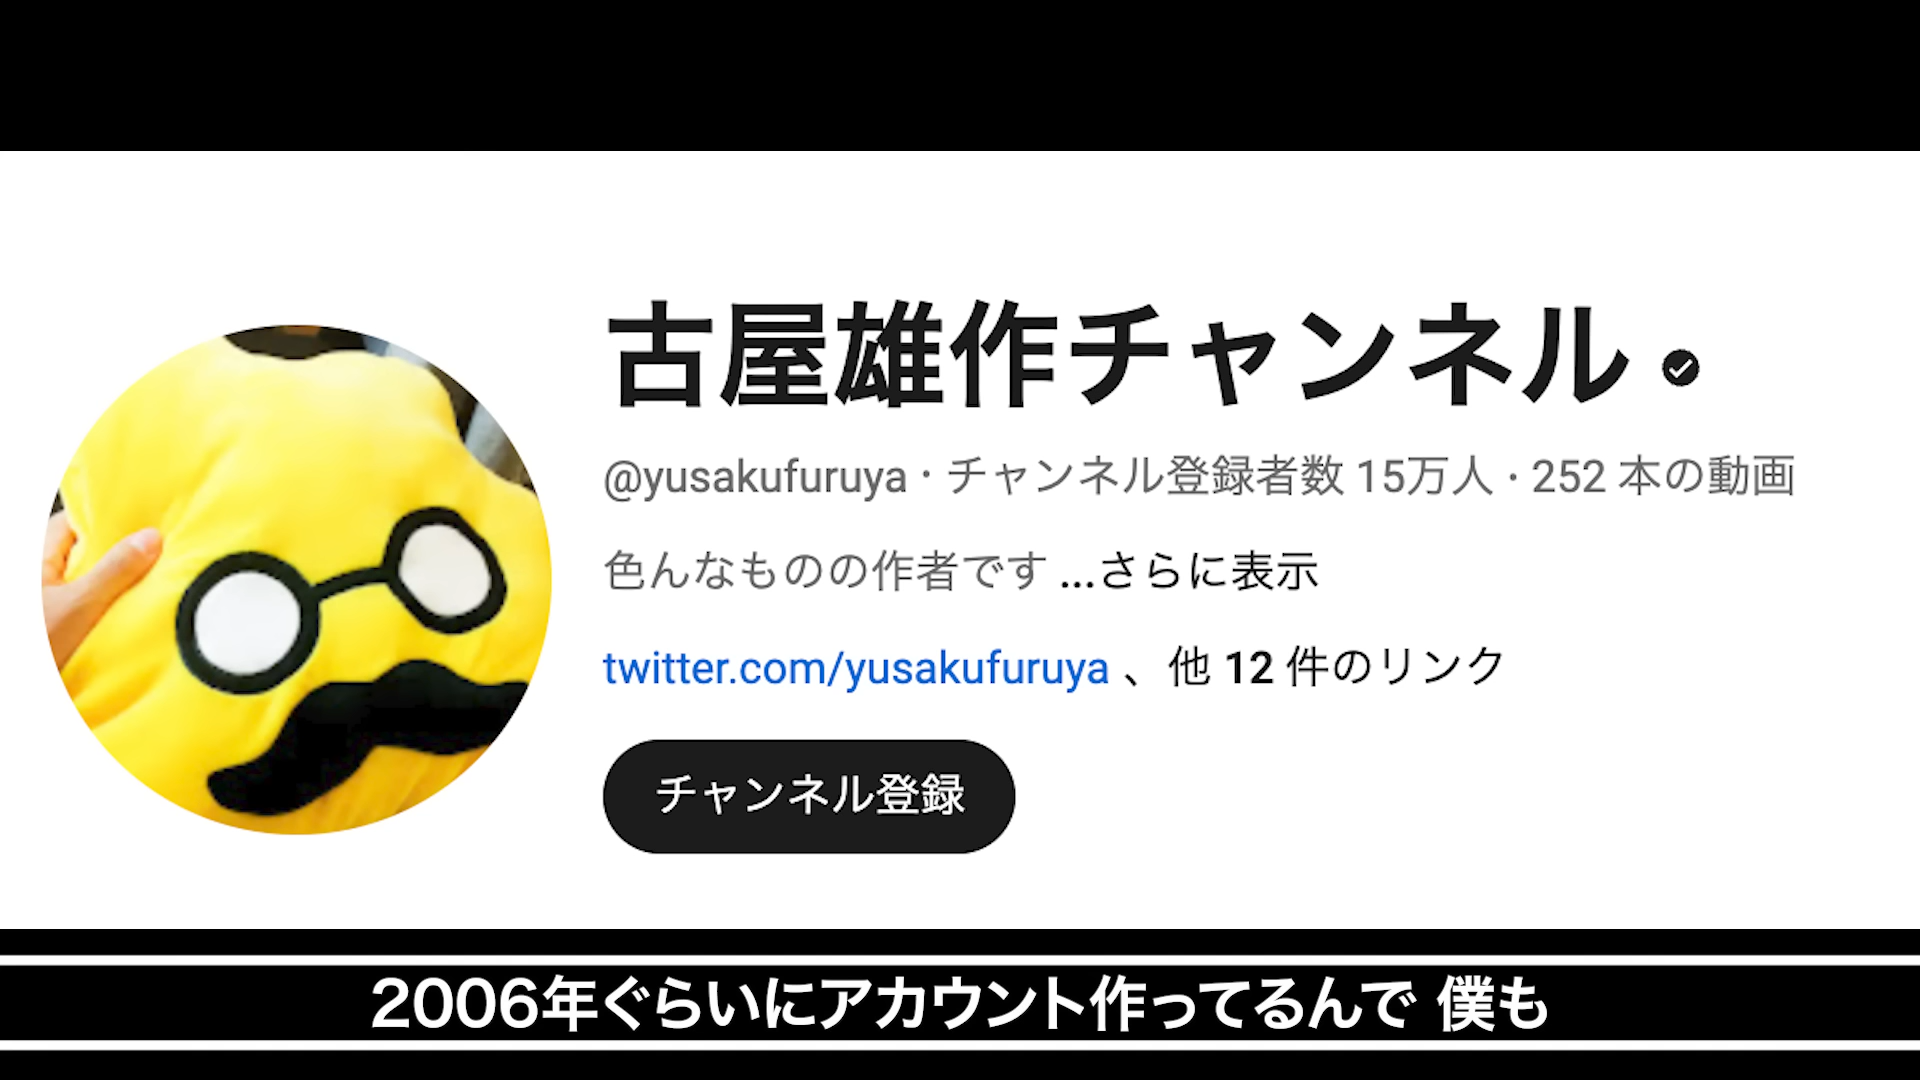 古屋雄作チャンネル
@yusakufuruya · チャンネル登録者数 15万人 · 252 本の動画
色んなものの作者です ...さらに表示
twitter.com/yusakufuruya 、他 12 件のリンク
チャンネル登録
2006年ぐらいにアカウント作ってるんで 僕も